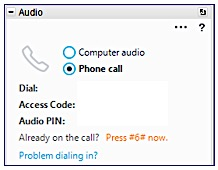 Audio
... ?
Computer audio
Phone call
Dial:
Access Code:
Audio PIN:
Already on the call? Press #6# now.
Problem dialing in?